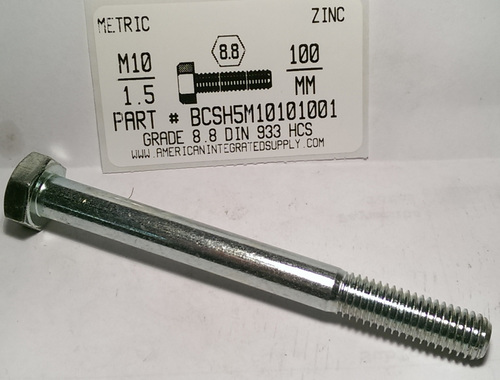 METRIC ZINC
M10 8.8 100
1.5 MM
PART # BCSH5M10101001
GRADE 8.8 DIN 933 HCS
WWW.AMERICANINTEGRATEDSUPPLY.COM